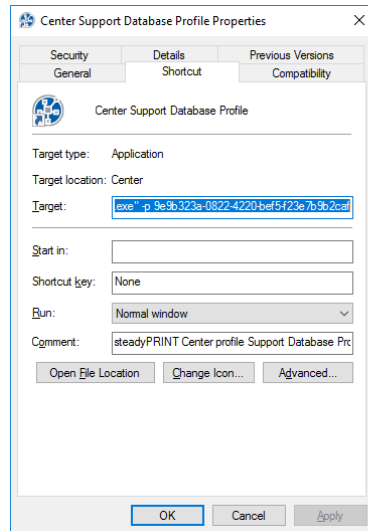 Center Support Database Profile Properties
Security Details Previous Versions
General Shortcut Compatibility
Center Support Database Profile
Target type: Application
Target location: Center
Target: .exe" -p 9e9b323a-0822-4220-bef5-f23e7b9b2caf
Start in:
Shortcut key: None
Run: Normal window
Comment: steadyPRINT Center profile Support Database Pro
Open File Location Change Icon... Advanced...
OK Cancel Apply